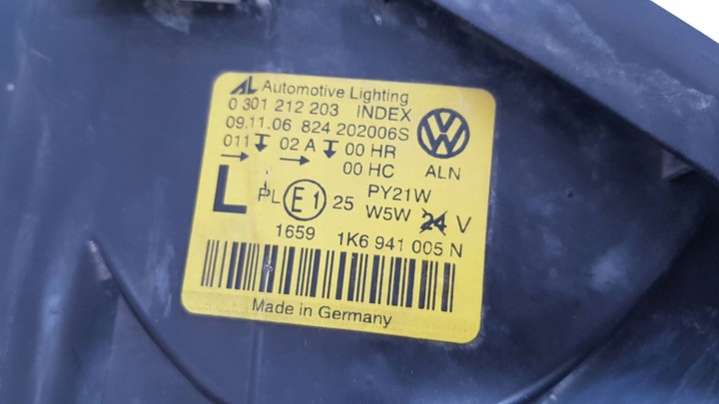 AL Automotive Lighting
0 301 212 203 INDEX
09.11.06 824 202006S
011 02 A 00 HR
00 HC ALN
L PL E1 25 PY21W
W5W 24 V
1659 1K6 941 005 N
Made in Germany